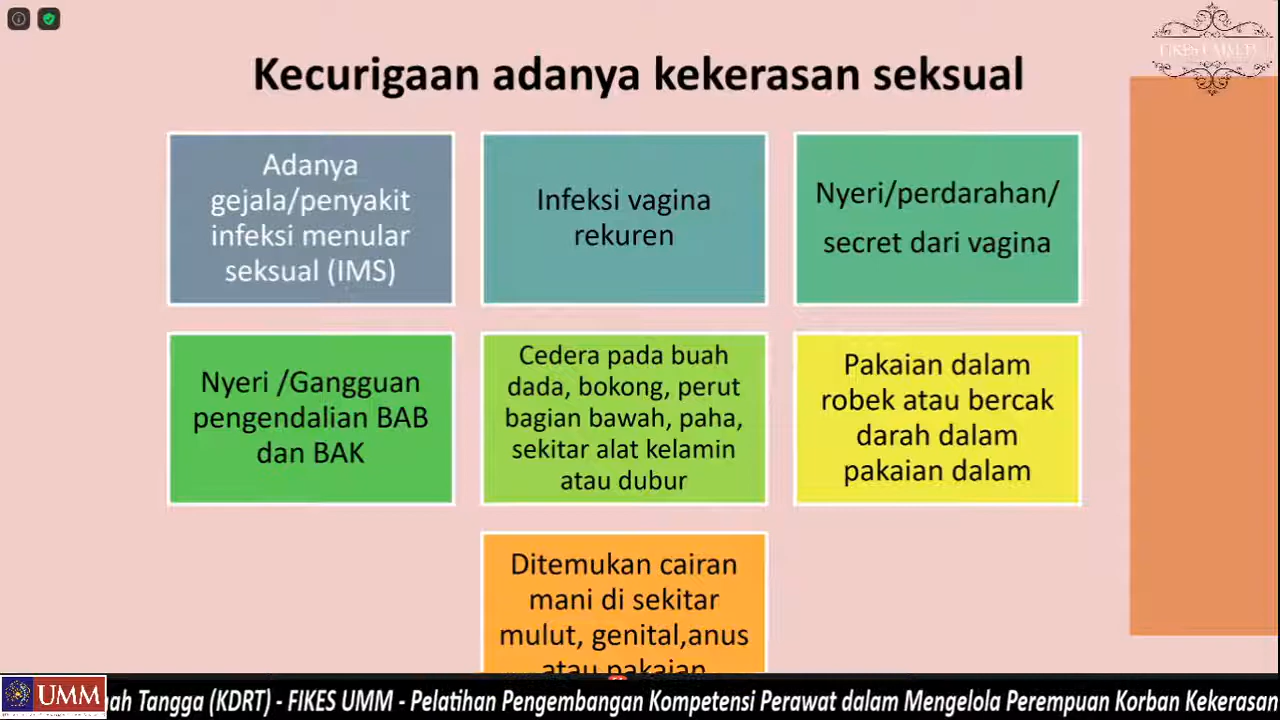 Kecurigaan adanya kekerasan seksual
Adanya
gejala/penyakit
infeksi menular
seksual (IMS)
Infeksi vagina
rekuren
Nyeri/perdarahan/
secret dari vagina
Nyeri /Gangguan
pengendalian BAB
dan BAK
Cedera pada buah
dada, bokong, perut
bagian bawah, paha,
sekitar alat kelamin
atau dubur
Pakaian dalam
robek atau bercak
darah dalam
pakaian dalam
Ditemukan cairan
mani di sekitar
mulut, genital,anus
atau pakaian
UMM
ah Tangga (KDRT) - FIKES UMM - Pelatihan Pengembangan Kompetensi Perawat dalam Mengelola Perempuan Korban Kekerasan